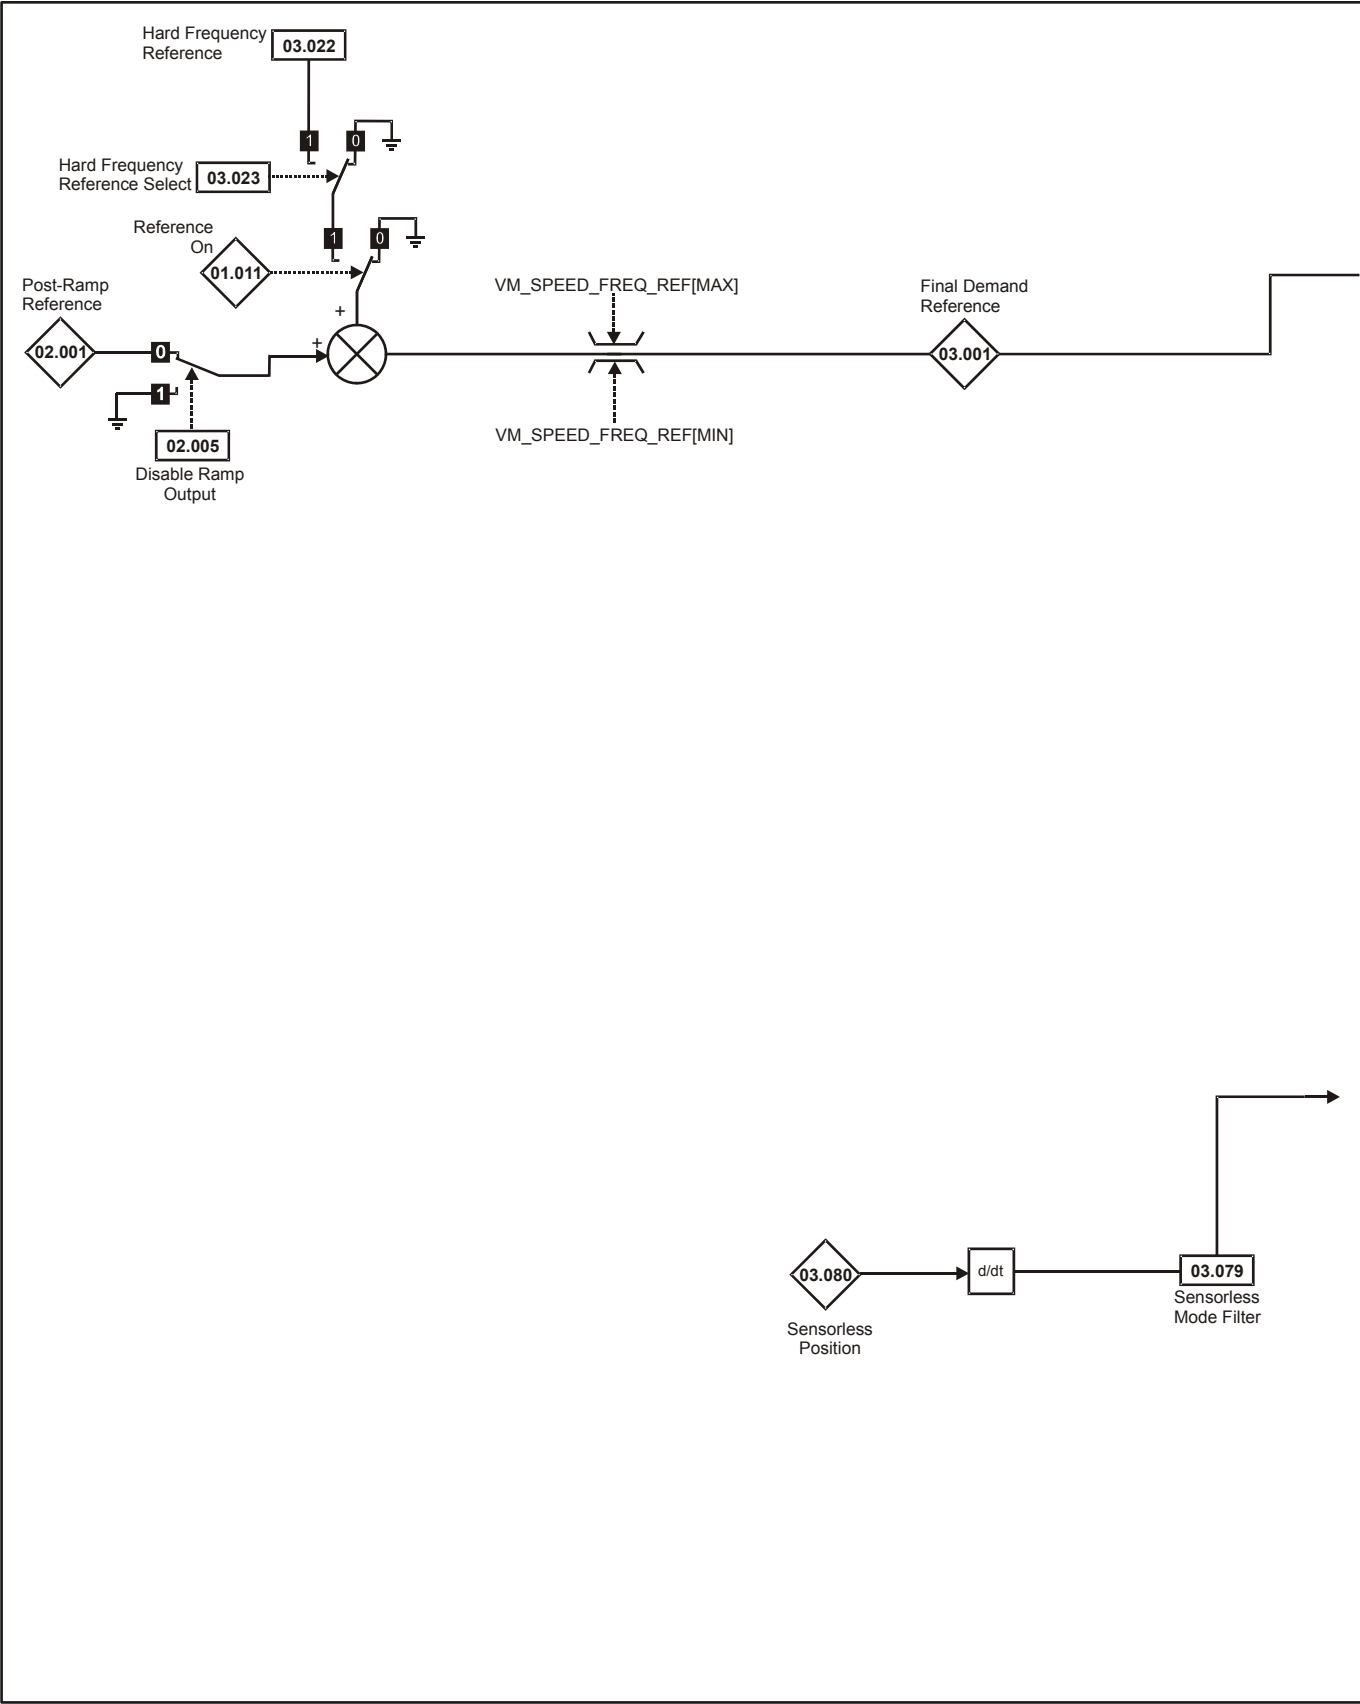 Hard Frequency
Reference
03.022
1
0
Hard Frequency
Reference Select
03.023
Reference
On
01.011
1
0
Post-Ramp
Reference
02.001
0
1
+
+
02.005
Disable Ramp
Output
VM_SPEED_FREQ_REF[MAX]
VM_SPEED_FREQ_REF[MIN]
Final Demand
Reference
03.001
03.080
Sensorless
Position
d/dt
03.079
Sensorless
Mode Filter